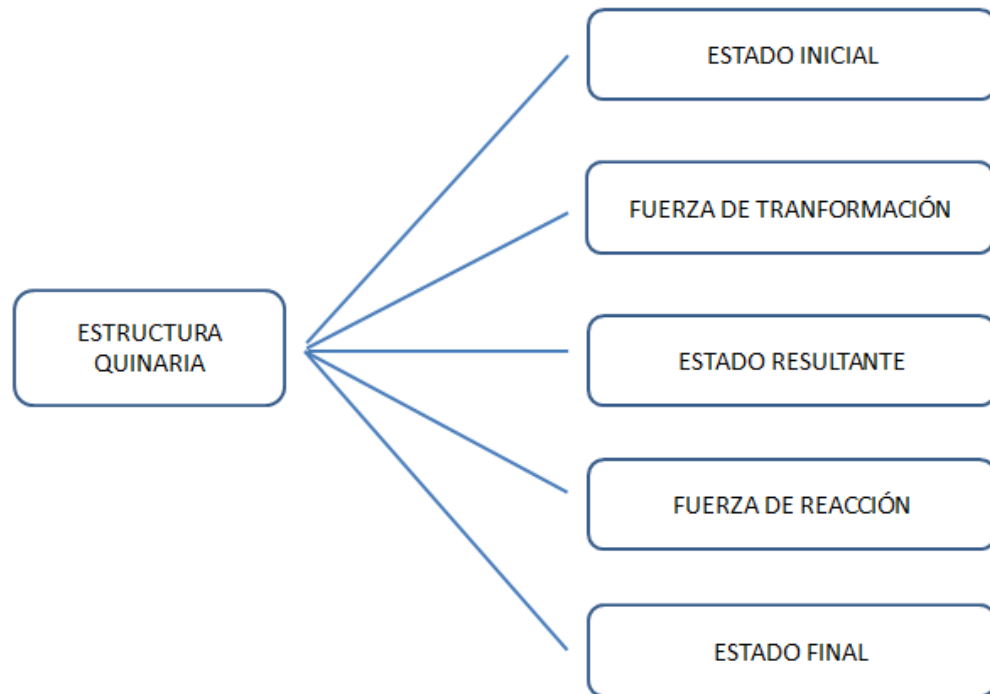 ESTADO INICIAL
FUERZA DE TRANFORMACIÓN
ESTRUCTURA
QUINARIA
ESTADO RESULTANTE
FUERZA DE REACCIÓN
ESTADO FINAL